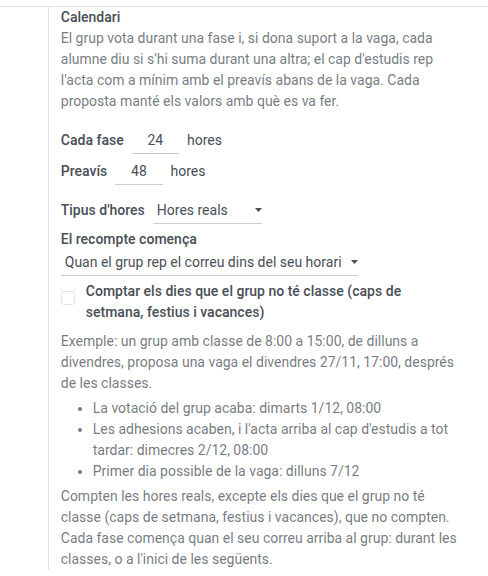 Calendari
El grup vota durant una fase i, si dona suport a la vaga, cada
alumne diu si s'hi suma durant una altra; el cap d'estudis rep
l'acta com a mínim amb el preavís abans de la vaga. Cada
proposta manté els valors amb què es va fer.
Cada fase 24 hores
Preavís 48 hores
Tipus d'hores Hores reals
El recompte comença
Quan el grup rep el correu dins del seu horari
Comptar els dies que el grup no té classe (caps de
setmana, festius i vacances)
Exemple: un grup amb classe de 8:00 a 15:00, de dilluns a
divendres, proposa una vaga el divendres 27/11, 17:00, després
de les classes.
• La votació del grup acaba: dimarts 1/12, 08:00
• Les adhesions acaben, i l'acta arriba al cap d'estudis a tot
tardar: dimecres 2/12, 08:00
• Primer dia possible de la vaga: dilluns 7/12
Compten les hores reals, excepte els dies que el grup no té
classe (caps de setmana, festius i vacances), que no compten.
Cada fase comença quan el seu correu arriba al grup: durant les
classes, o a l'inici de les següents.